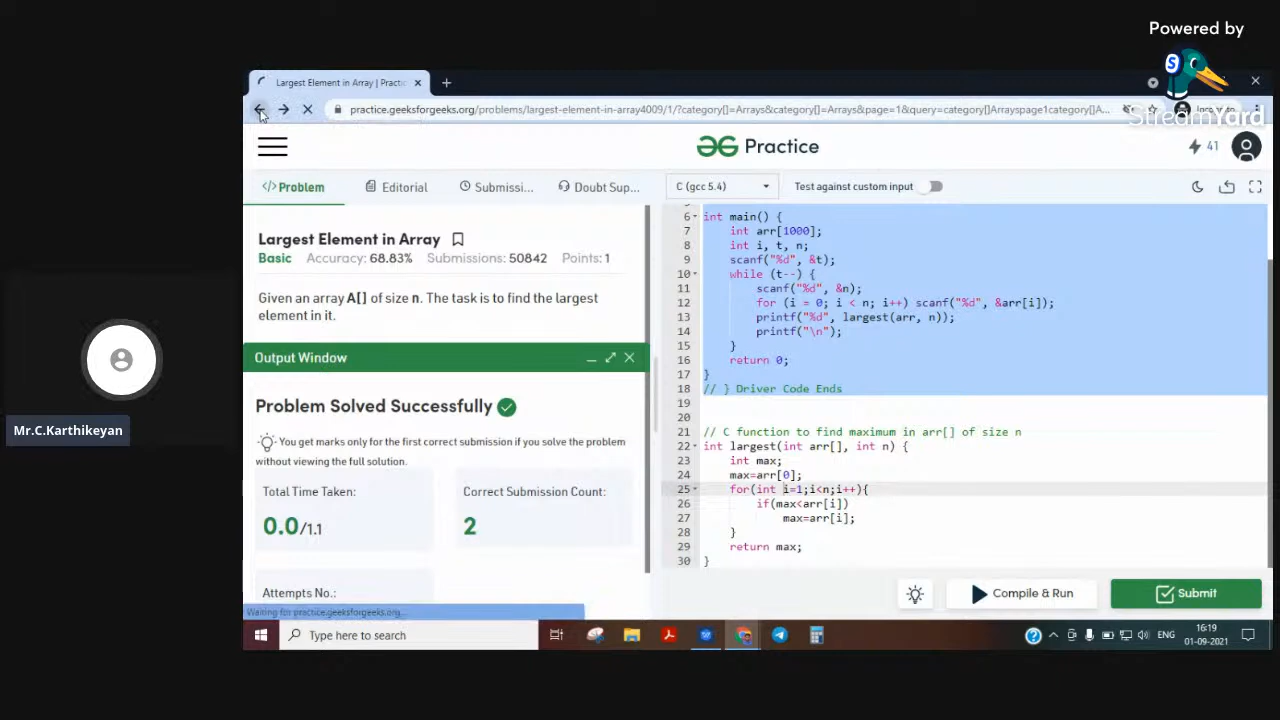 Powered by
S
StreamYard
Largest Element in Array | Practic
practice.geeksforgeeks.org/problems/largest-element-in-array4009/1/?category[]=Arrays&category[]=Arrays&page=1&query=category[]Arrayspage1category[]A...
Practice
41
</> Problem
Editorial
Submissi...
Doubt Sup...
C (gcc 5.4)
Test against custom input
Largest Element in Array
Basic Accuracy: 68.83% Submissions: 50842 Points: 1
Given an array A[] of size n. The task is to find the largest
element in it.
Output Window
Problem Solved Successfully
You get marks only for the first correct submission if you solve the problem
without viewing the full solution.
Total Time Taken:
0.0/1.1
Correct Submission Count:
2
Attempts No.:
Waiting for practice.geeksforgeeks.org...
6 int main() {
7 int arr[1000];
8 int i, t, n;
9 scanf("%d", &t);
10 while (t--) {
11 scanf("%d", &n);
12 for (i = 0; i < n; i++) scanf("%d", &arr[i]);
13 printf("%d", largest(arr, n));
14 printf("\n");
15 }
16 return 0;
17 }
18 // } Driver Code Ends
19
20
21 // C function to find maximum in arr[] of size n
22 int largest(int arr[], int n) {
23 int max;
24 max=arr[0];
25 for(int i=1;i<n;i++){
26 if(max<arr[i])
27 max=arr[i];
28 }
29 return max;
30 }
Compile & Run
Submit
Mr.C.Karthikeyan
Type here to search
ENG
16:19
01-09-2021